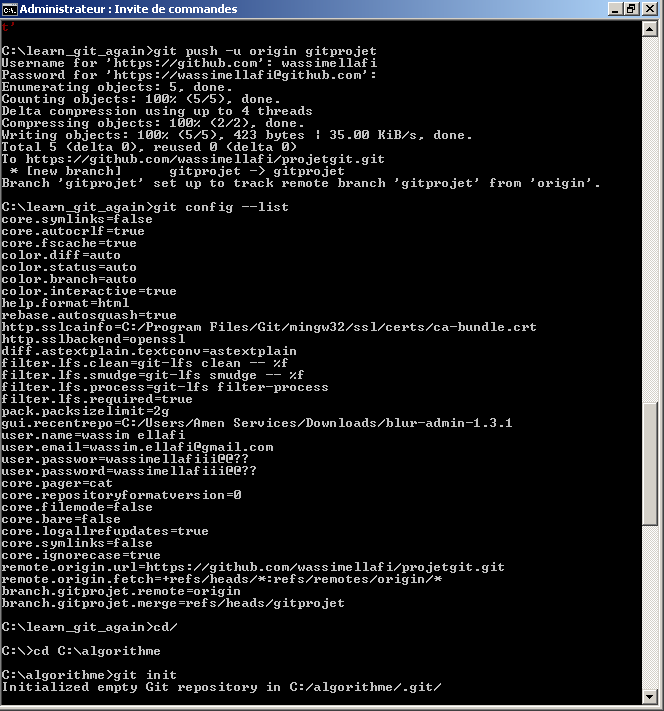 Administrateur : Invite de commandes
t'
C:\learn_git_again>git push -u origin gitprojet
Username for 'https://github.com': wassimellafi
Password for 'https://wassimellafi@github.com':
Enumerating objects: 5, done.
Counting objects: 100% (5/5), done.
Delta compression using up to 4 threads
Compressing objects: 100% (2/2), done.
Writing objects: 100% (5/5), 423 bytes ¦ 35.00 KiB/s, done.
Total 5 (delta 0), reused 0 (delta 0)
To https://github.com/wassimellafi/projetgit.git
 * [new branch]      gitprojet -> gitprojet
Branch 'gitprojet' set up to track remote branch 'gitprojet' from 'origin'.
C:\learn_git_again>git config --list
core.symlinks=false
core.autocrlf=true
core.fscache=true
color.diff=auto
color.status=auto
color.branch=auto
color.interactive=true
help.format=html
rebase.autosquash=true
http.sslcainfo=C:/Program Files/Git/mingw32/ssl/certs/ca-bundle.crt
http.sslbackend=openssl
diff.astextplain.textconv=astextplain
filter.lfs.clean=git-lfs clean -- %f
filter.lfs.smudge=git-lfs smudge -- %f
filter.lfs.process=git-lfs filter-process
filter.lfs.required=true
pack.packsizelimit=2g
gui.recentrepo=C:/Users/Amen Services/Downloads/blur-admin-1.3.1
user.name=wassim ellafi
user.email=wassim.ellafi@gmail.com
user.passwor=wassimellafiii@@??
user.password=wassimellafiii@@??
core.pager=cat
core.repositoryformatversion=0
core.filemode=false
core.bare=false
core.logallrefupdates=true
core.symlinks=false
core.ignorecase=true
remote.origin.url=https://github.com/wassimellafi/projetgit.git
remote.origin.fetch=+refs/heads/*:refs/remotes/origin/*
branch.gitprojet.remote=origin
branch.gitprojet.merge=refs/heads/gitprojet
C:\learn_git_again>cd/
C:\>cd C:\algorithme
C:\algorithme>git init
Initialized empty Git repository in C:/algorithme/.git/